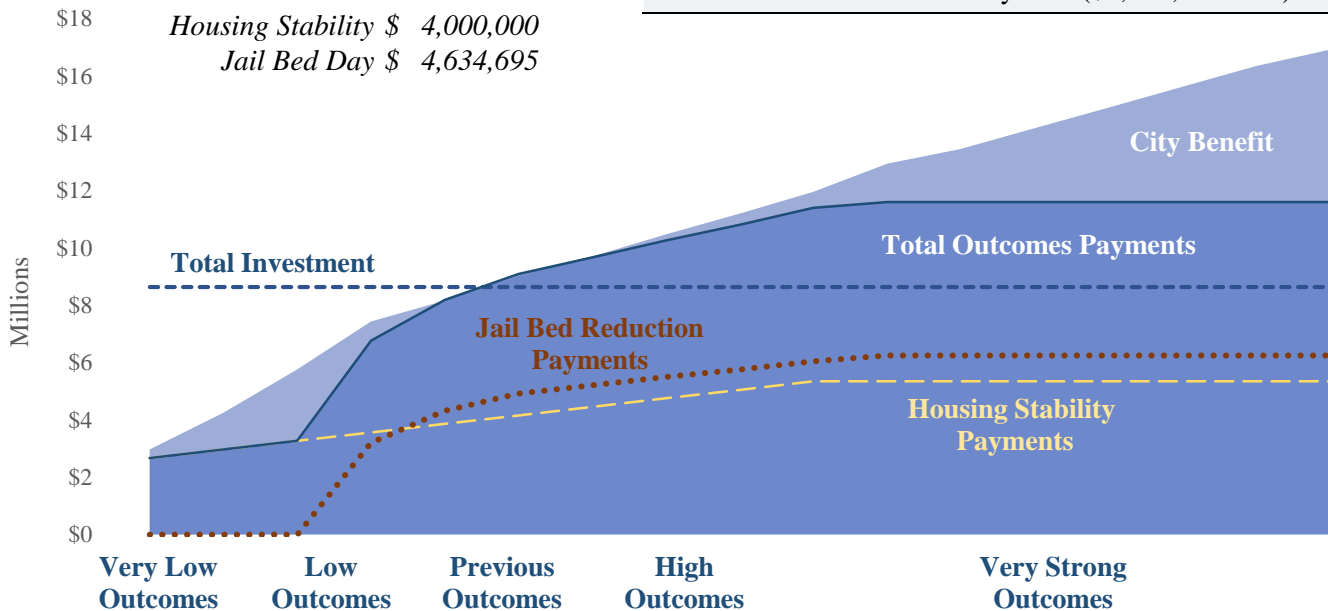 $18
$16
$14
$12
$10
$8
$6
$4
$2
$0
Millions
Housing Stability $ 4,000,000
Jail Bed Day $ 4,634,695
City Benefit
Total Outcomes Payments
Total Investment
Jail Bed Reduction
Payments
Housing Stability
Payments
Very Low
Outcomes
Low
Outcomes
Previous
Outcomes
High
Outcomes
Very Strong
Outcomes